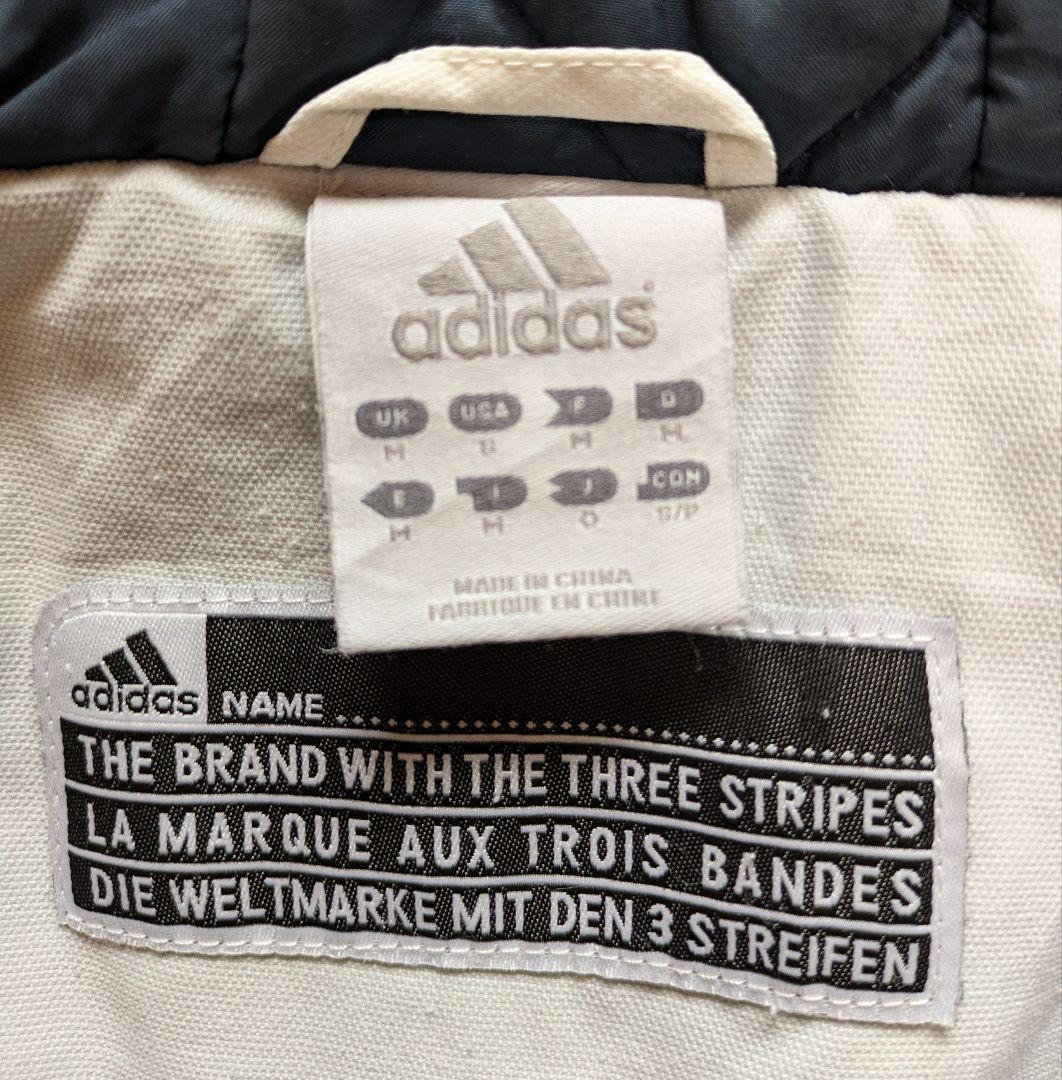 adidas
UK USA F D
M S M M
E I J .COM
M M O S/P
MADE IN CHINA
FABRIQUE EN CHINE
adidas NAME
THE BRAND WITH THE THREE STRIPES
LA MARQUE AUX TROIS BANDES
DIE WELTMARKE MIT DEN 3 STREIFEN